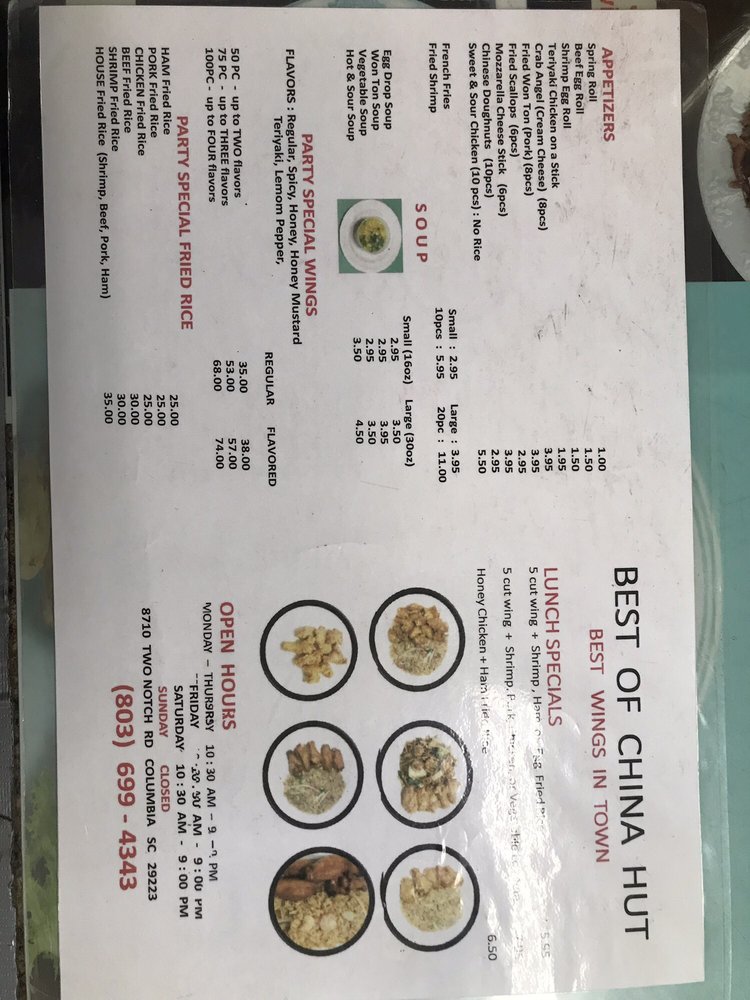 APPETIZERS
Spring Roll 1.00
Beef Egg Roll 1.50
Shrimp Egg Roll 1.50
Teriyaki Chicken on a Stick 1.95
Crab Angel (Cream Cheese) (8pcs) 3.95
Fried Won Ton (Pork) (8pcs) 3.95
Fried Scallops (6pcs) 2.95
Mozzarella Cheese Stick (6pcs) 3.95
Chinese Doughnuts (10pcs) 2.95
Sweet & Sour Chicken (10 pcs) : No Rice 5.50
French Fries Small : 2.95 Large : 3.95
Fried Shrimp 10pcs : 5.95 20pc : 11.00
SOUP
Small (16oz) Large (30oz)
Egg Drop Soup 2.95 3.50
Won Ton Soup 2.95 3.95
Vegetable Soup 2.95 3.50
Hot & Sour Soup 3.50 4.50
PARTY SPECIAL WINGS
FLAVORS : Regular, Spicy, Honey, Honey Mustard
Teriyaki, Lemom Pepper,
REGULAR FLAVORED
50 PC - up to TWO flavors 35.00 38.00
75 PC - up to THREE flavors 53.00 57.00
100PC - up to FOUR flavors 68.00 74.00
PARTY SPECIAL FRIED RICE
HAM Fried Rice 25.00
PORK Fried Rice 25.00
CHICKEN Fried Rice 25.00
BEEF Fried Rice 30.00
SHRIMP Fried Rice 30.00
HOUSE Fried Rice (Shrimp, Beef, Pork, Ham) 35.00
BEST OF CHINA HUT
BEST WINGS IN TOWN
LUNCH SPECIALS
5 cut wing + Shrimp, Ham or Egg Fried 5.95
5 cut wing + Shrimp, Pork, or
Honey Chicken + Ham 6.50
OPEN HOURS
MONDAY – THURSRSY 10:30 AM – 9 PM
FRIDAY AM - 9:00 PM
SATURDAY 10:30 AM - 9:00 PM
SUNDAY CLOSED
8710 TWO NOTCH RD COLUMBIA SC 29223
(803) 699 - 4343